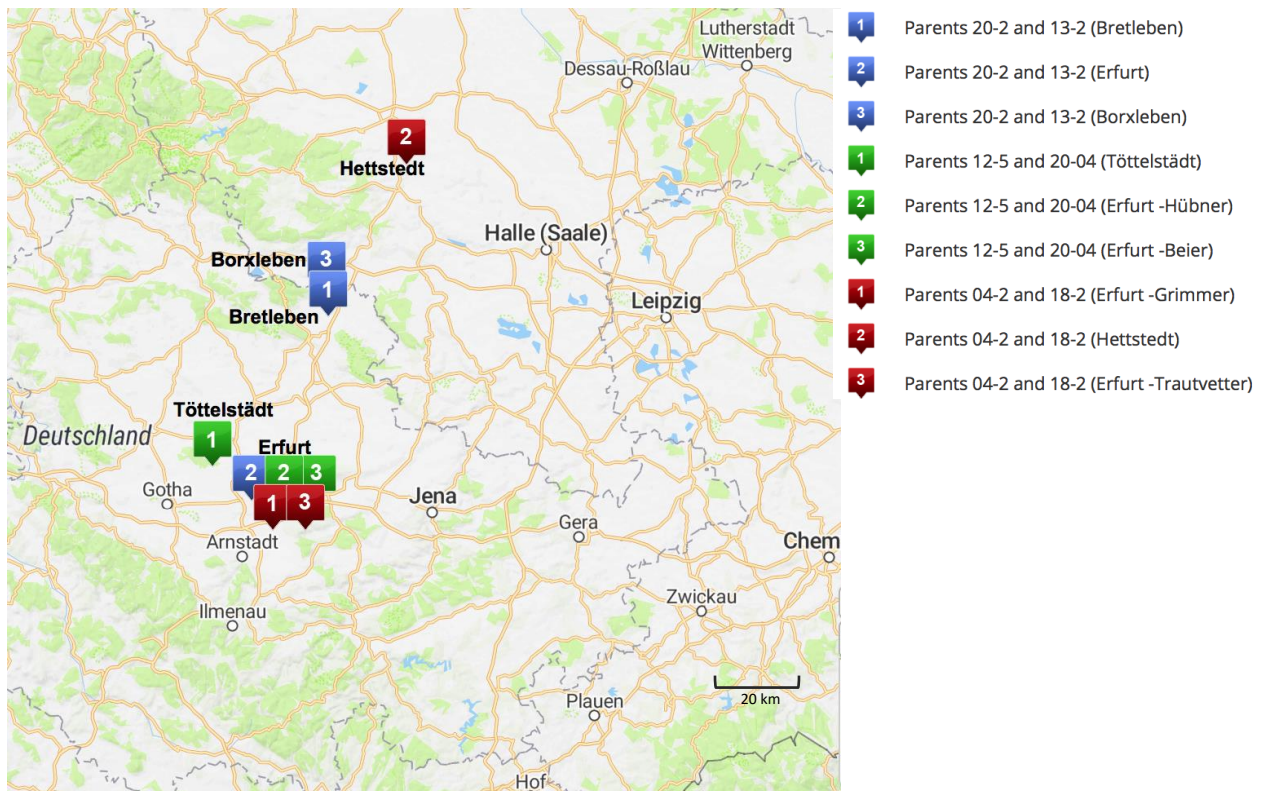 Lutherstadt
Wittenberg
Dessau-Roßlau
2
Hettstedt
Halle (Saale)
Borxleben
3
1
Bretleben
Leipzig
Töttelstädt
1
Deutschland
Erfurt
2
2
3
Gotha
1
3
Jena
Arnstadt
Gera
Chem
Ilmenau
Zwickau
20 km
Plauen
Hof
1 Parents 20-2 and 13-2 (Bretleben)
2 Parents 20-2 and 13-2 (Erfurt)
3 Parents 20-2 and 13-2 (Borxleben)
1 Parents 12-5 and 20-04 (Töttelstädt)
2 Parents 12-5 and 20-04 (Erfurt -Hübner)
3 Parents 12-5 and 20-04 (Erfurt -Beier)
1 Parents 04-2 and 18-2 (Erfurt -Grimmer)
2 Parents 04-2 and 18-2 (Hettstedt)
3 Parents 04-2 and 18-2 (Erfurt -Trautvetter)